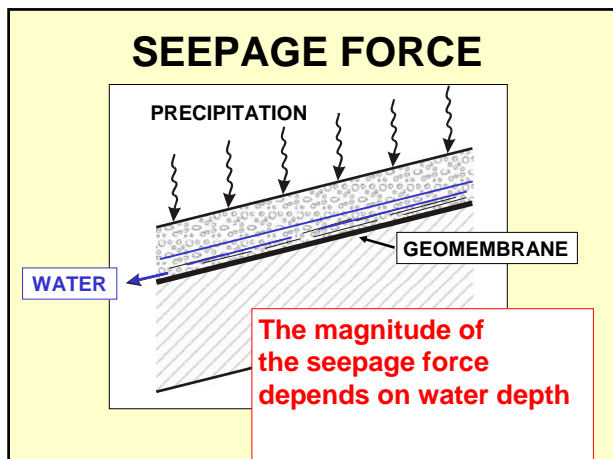 SEEPAGE FORCE
PRECIPITATION
GEOMEMBRANE
WATER
The magnitude of
the seepage force
depends on water depth